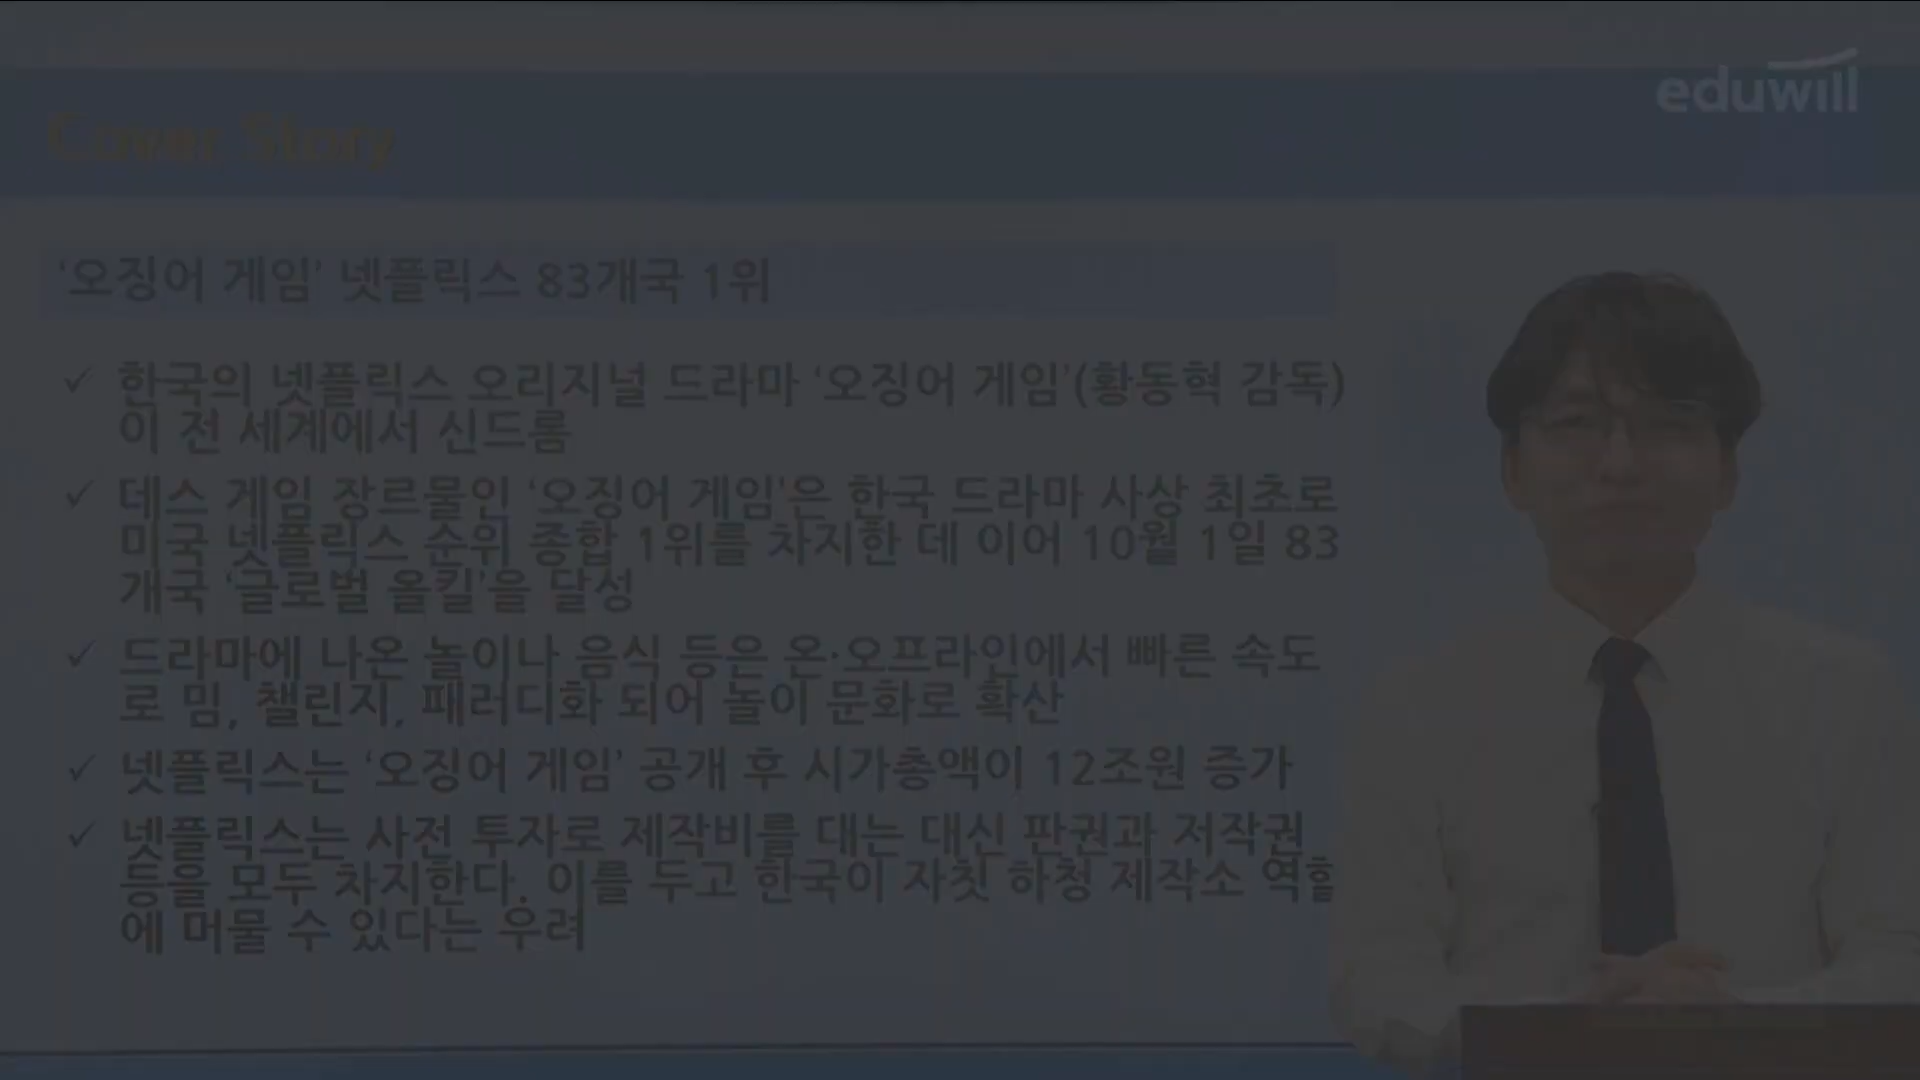 eduwill
Cover Story
‘오징어 게임’ 넷플릭스 83개국 1위
✓ 한국의 넷플릭스 오리지널 드라마 ‘오징어 게임’(황동혁 감독)
이 전 세계에서 신드롬
✓ 데스 게임 장르물인 ‘오징어 게임’은 한국 드라마 사상 최초로
미국 넷플릭스 순위 종합 1위를 차지한 데 이어 10월 1일 83
개국 ‘글로벌 올킬’을 달성
✓ 드라마에 나온 놀이나 음식 등은 온·오프라인에서 빠른 속도
로 밈, 챌린지, 패러디화 되어 놀이 문화로 확산
✓ 넷플릭스는 ‘오징어 게임’ 공개 후 시가총액이 12조원 증가
✓ 넷플릭스는 사전 투자로 제작비를 대는 대신 판권과 저작권
등을 모두 차지한다. 이를 두고 한국이 자칫 하청 제작소 역할
에 머물 수 있다는 우려